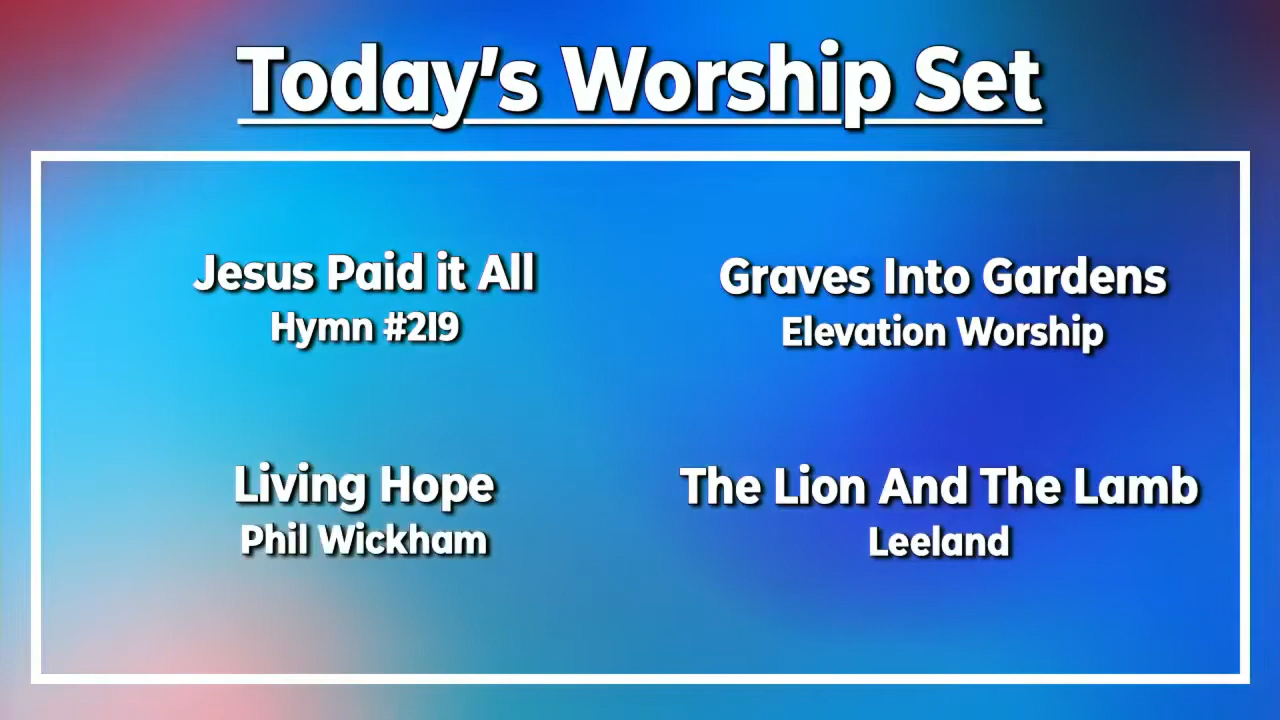 Today's Worship Set
Jesus Paid it All
Hymn #219
Graves Into Gardens
Elevation Worship
Living Hope
Phil Wickham
The Lion And The Lamb
Leeland